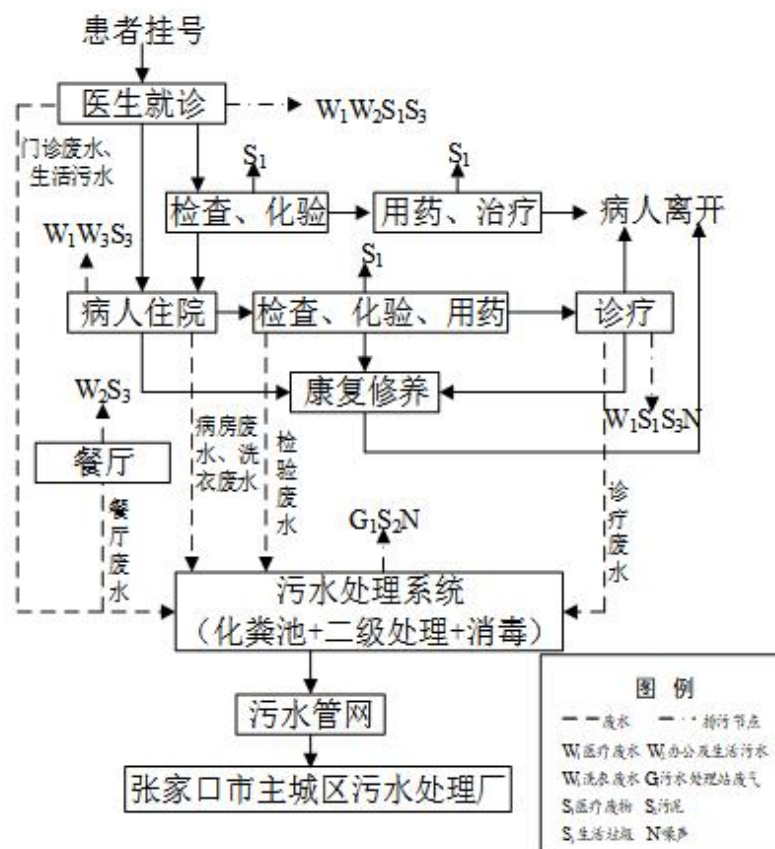 患者挂号
医生就诊
W₁W₂S₁S₃
门诊废水、
生活污水
S₁
S₁
检查、化验
用药、治疗
病人离开
W₁W₃S₃
S₁
病人住院
检查、化验、用药
诊疗
W₂S₃
康复修养
W₁S₁S₃N
餐厅
病房废
水、洗
衣废水
检验废水
餐厅废水
诊疗废水
G₁S₂N
污水处理系统
（化粪池+二级处理+消毒）
污水管网
张家口市主城区污水处理厂
图 例
废水 排污节点
W₁医疗废水 W₂办公及生活污水
W₃洗衣废水 G₁污水处理站废气
S₁医疗废物 S₂污泥
S₃生活垃圾 N噪声